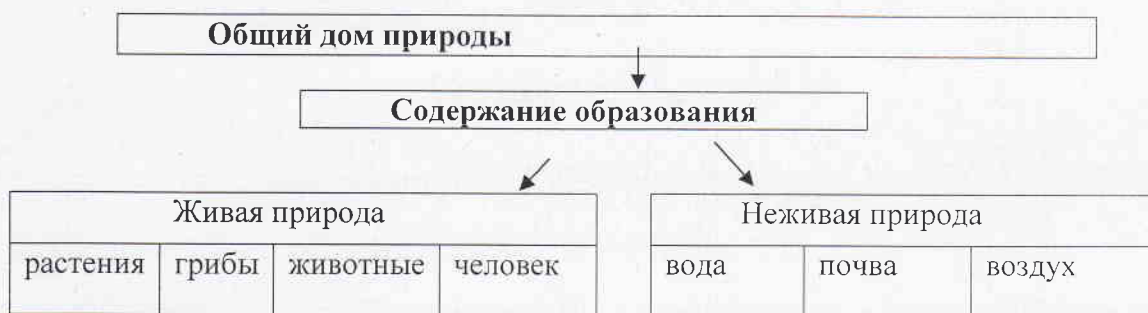 Общий дом природы
Содержание образования
Живая природа
Неживая природа
растения грибы животные человек
вода почва воздух